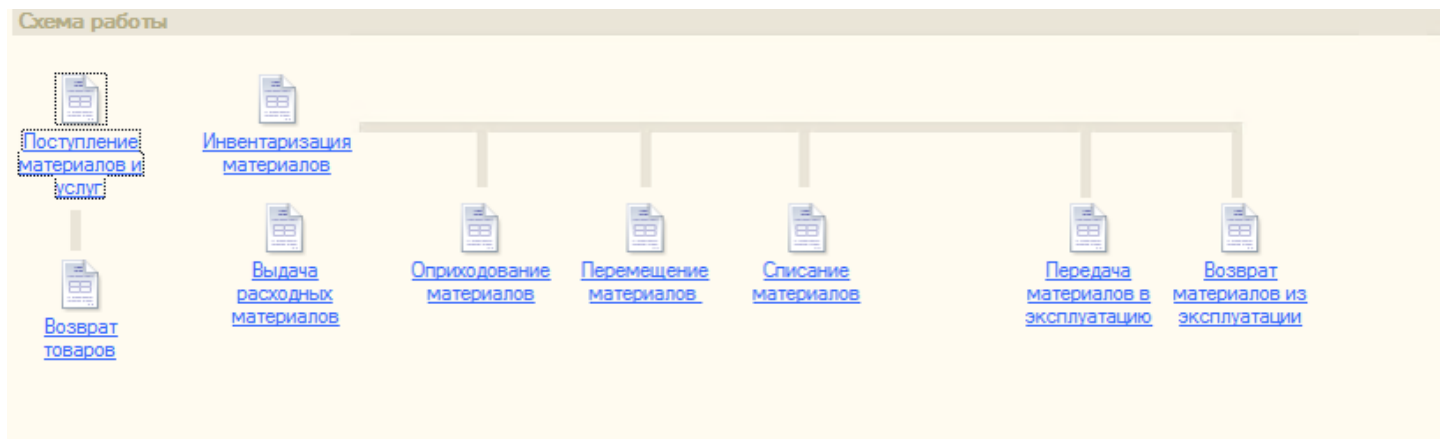 Схема работы
Поступление
материалов и
услуг
Инвентаризация
материалов
Возврат
товаров
Выдача
расходных
материалов
Оприходование
материалов
Перемещение
материалов
Списание
материалов
Передача
материалов в
эксплуатацию
Возврат
материалов из
эксплуатации